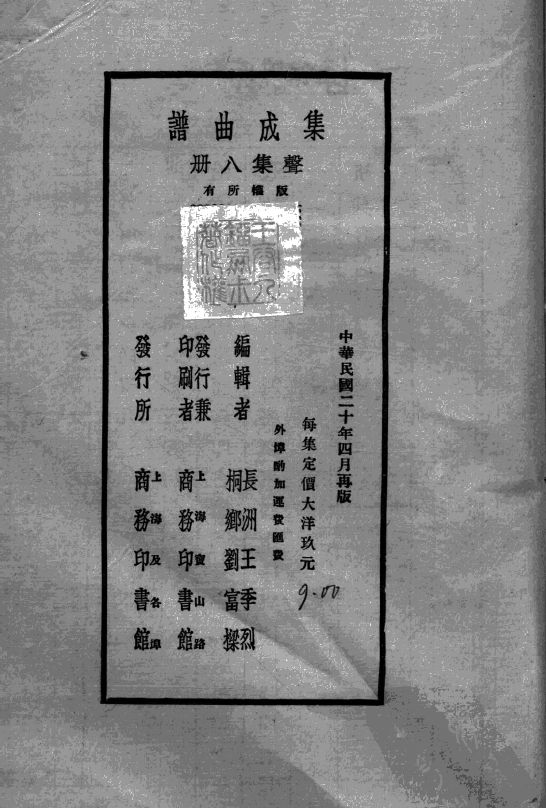 集成曲譜
聲集八册
版權所有
中華民國二十年四月再版
每集定價大洋玖元
9.00
外埠酌加運費匯費
編輯者
長洲王季烈
桐鄉劉富樑
發行兼
印刷者
上海寶山路
商務印書館
發行所
上海及各埠
商務印書館